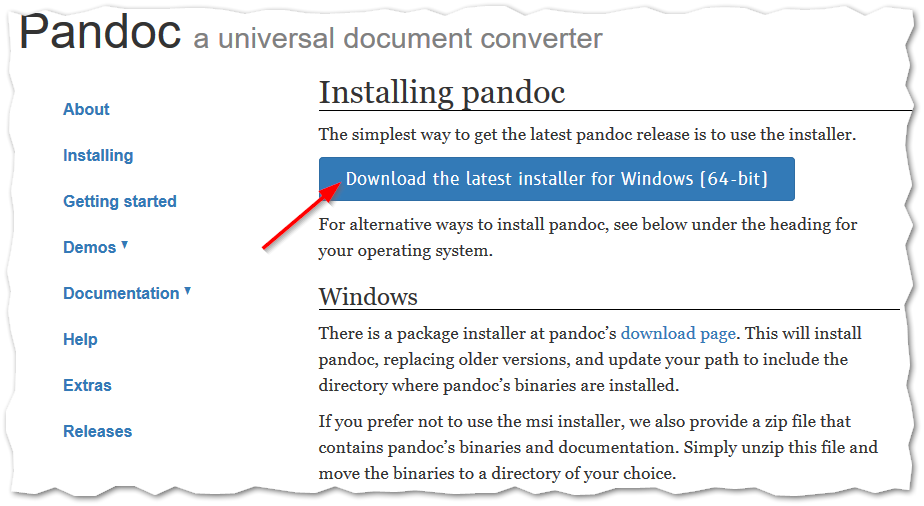 Pandoc a universal document converter
About
Installing
Getting started
Demos ▾
Documentation ▾
Help
Extras
Releases
Installing pandoc
The simplest way to get the latest pandoc release is to use the installer.
Download the latest installer for Windows (64-bit)
For alternative ways to install pandoc, see below under the heading for
your operating system.
Windows
There is a package installer at pandoc’s download page. This will install
pandoc, replacing older versions, and update your path to include the
directory where pandoc’s binaries are installed.
If you prefer not to use the msi installer, we also provide a zip file that
contains pandoc’s binaries and documentation. Simply unzip this file and
move the binaries to a directory of your choice.